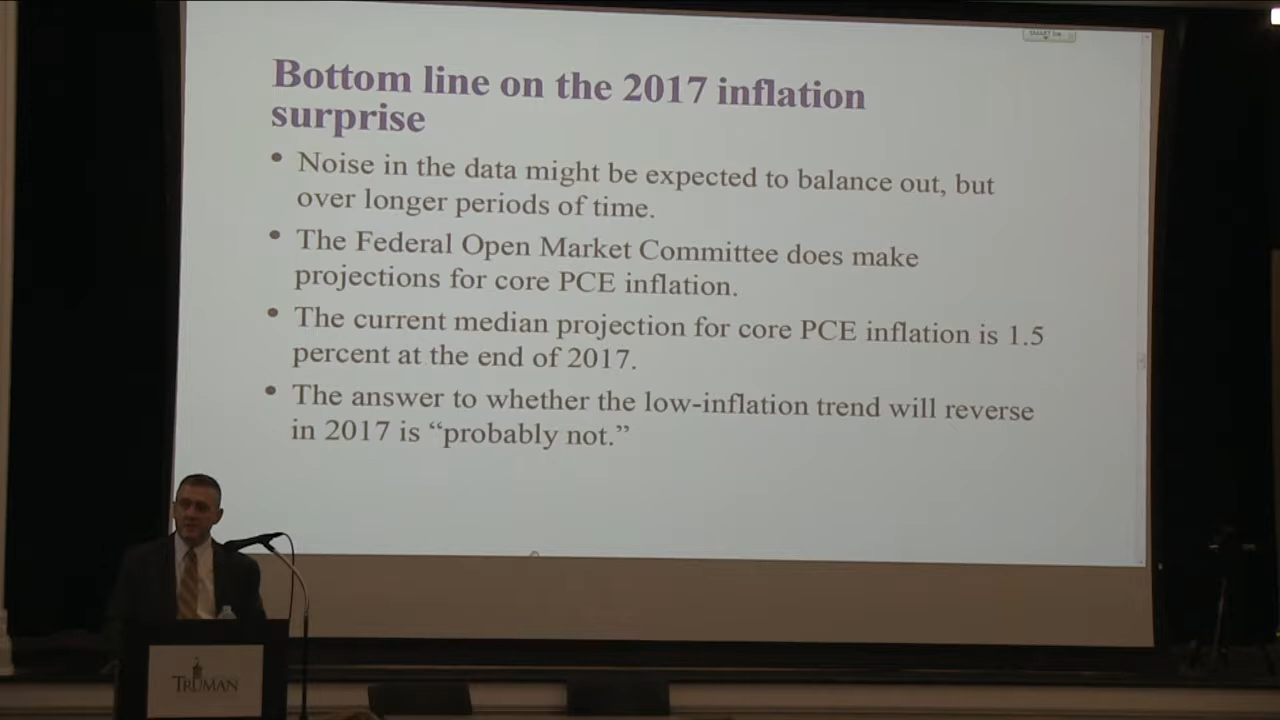 Bottom line on the 2017 inflation
surprise
• Noise in the data might be expected to balance out, but
over longer periods of time.
• The Federal Open Market Committee does make
projections for core PCE inflation.
• The current median projection for core PCE inflation is 1.5
percent at the end of 2017.
• The answer to whether the low-inflation trend will reverse
in 2017 is “probably not.”
TRUMAN